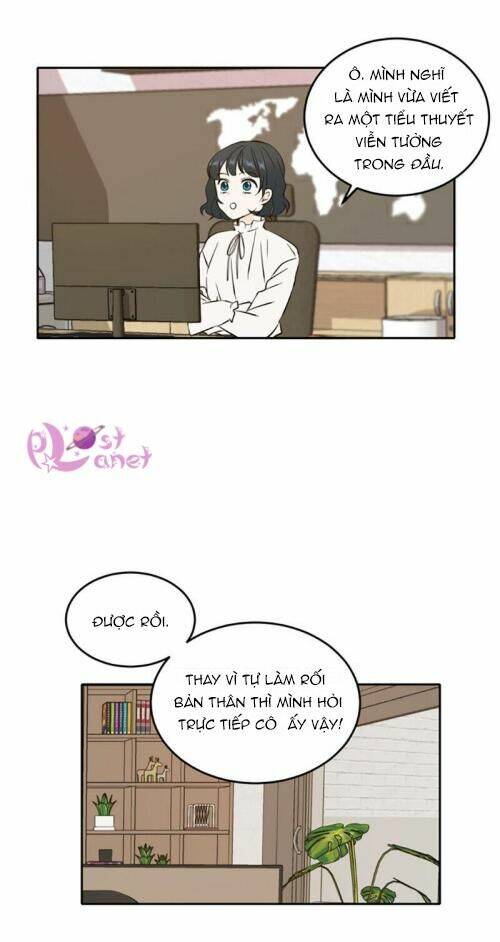 Ô. MÌNH NGHĨ
LÀ MÌNH VỪA VIẾT
RA MỘT TIỂU THUYẾT
VIỄN TƯỞNG
TRONG ĐẦU.
Lost
Planet
ĐƯỢC RỒI.
THAY VÌ TỰ LÀM RỐI
BẢN THÂN THÌ MÌNH HỎI
TRỰC TIẾP CÔ ẤY VẬY!